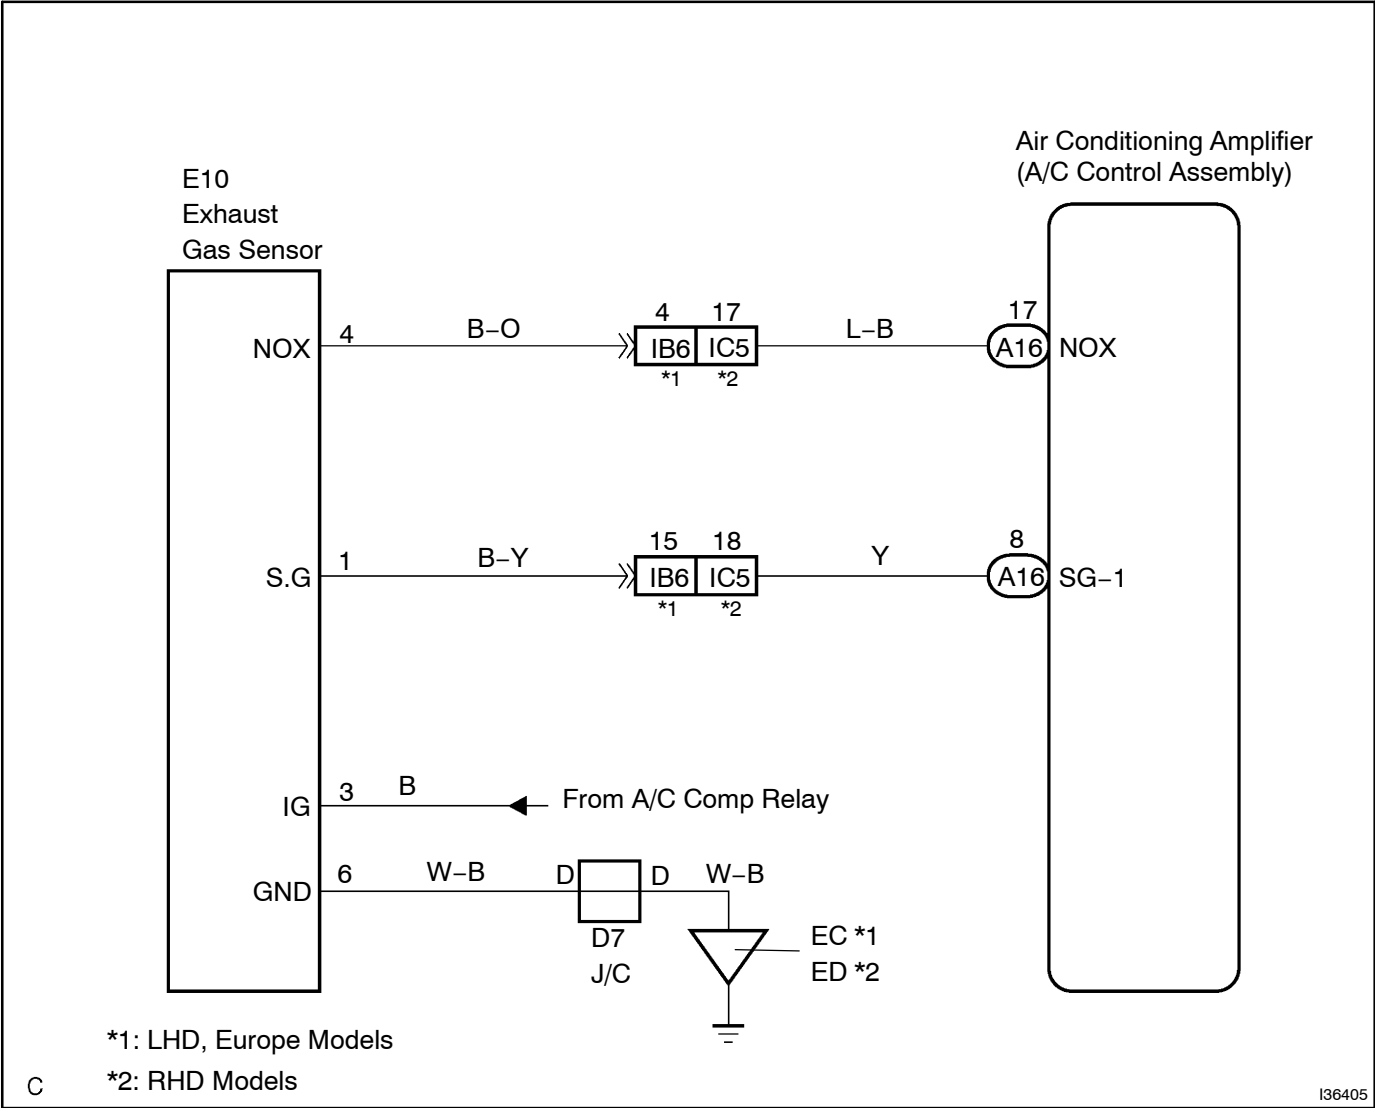 Air Conditioning Amplifier
(A/C Control Assembly)
E10
Exhaust
Gas Sensor
NOX 4 B–O 4 17 L–B 17
IB6 IC5 A16 NOX
*1 *2
S.G 1 B–Y 15 18 Y 8
IB6 IC5 A16 SG–1
*1 *2
IG 3 B From A/C Comp Relay
GND 6 W–B D D W–B
D7
J/C
EC *1
ED *2
*1: LHD, Europe Models
*2: RHD Models
C
I36405